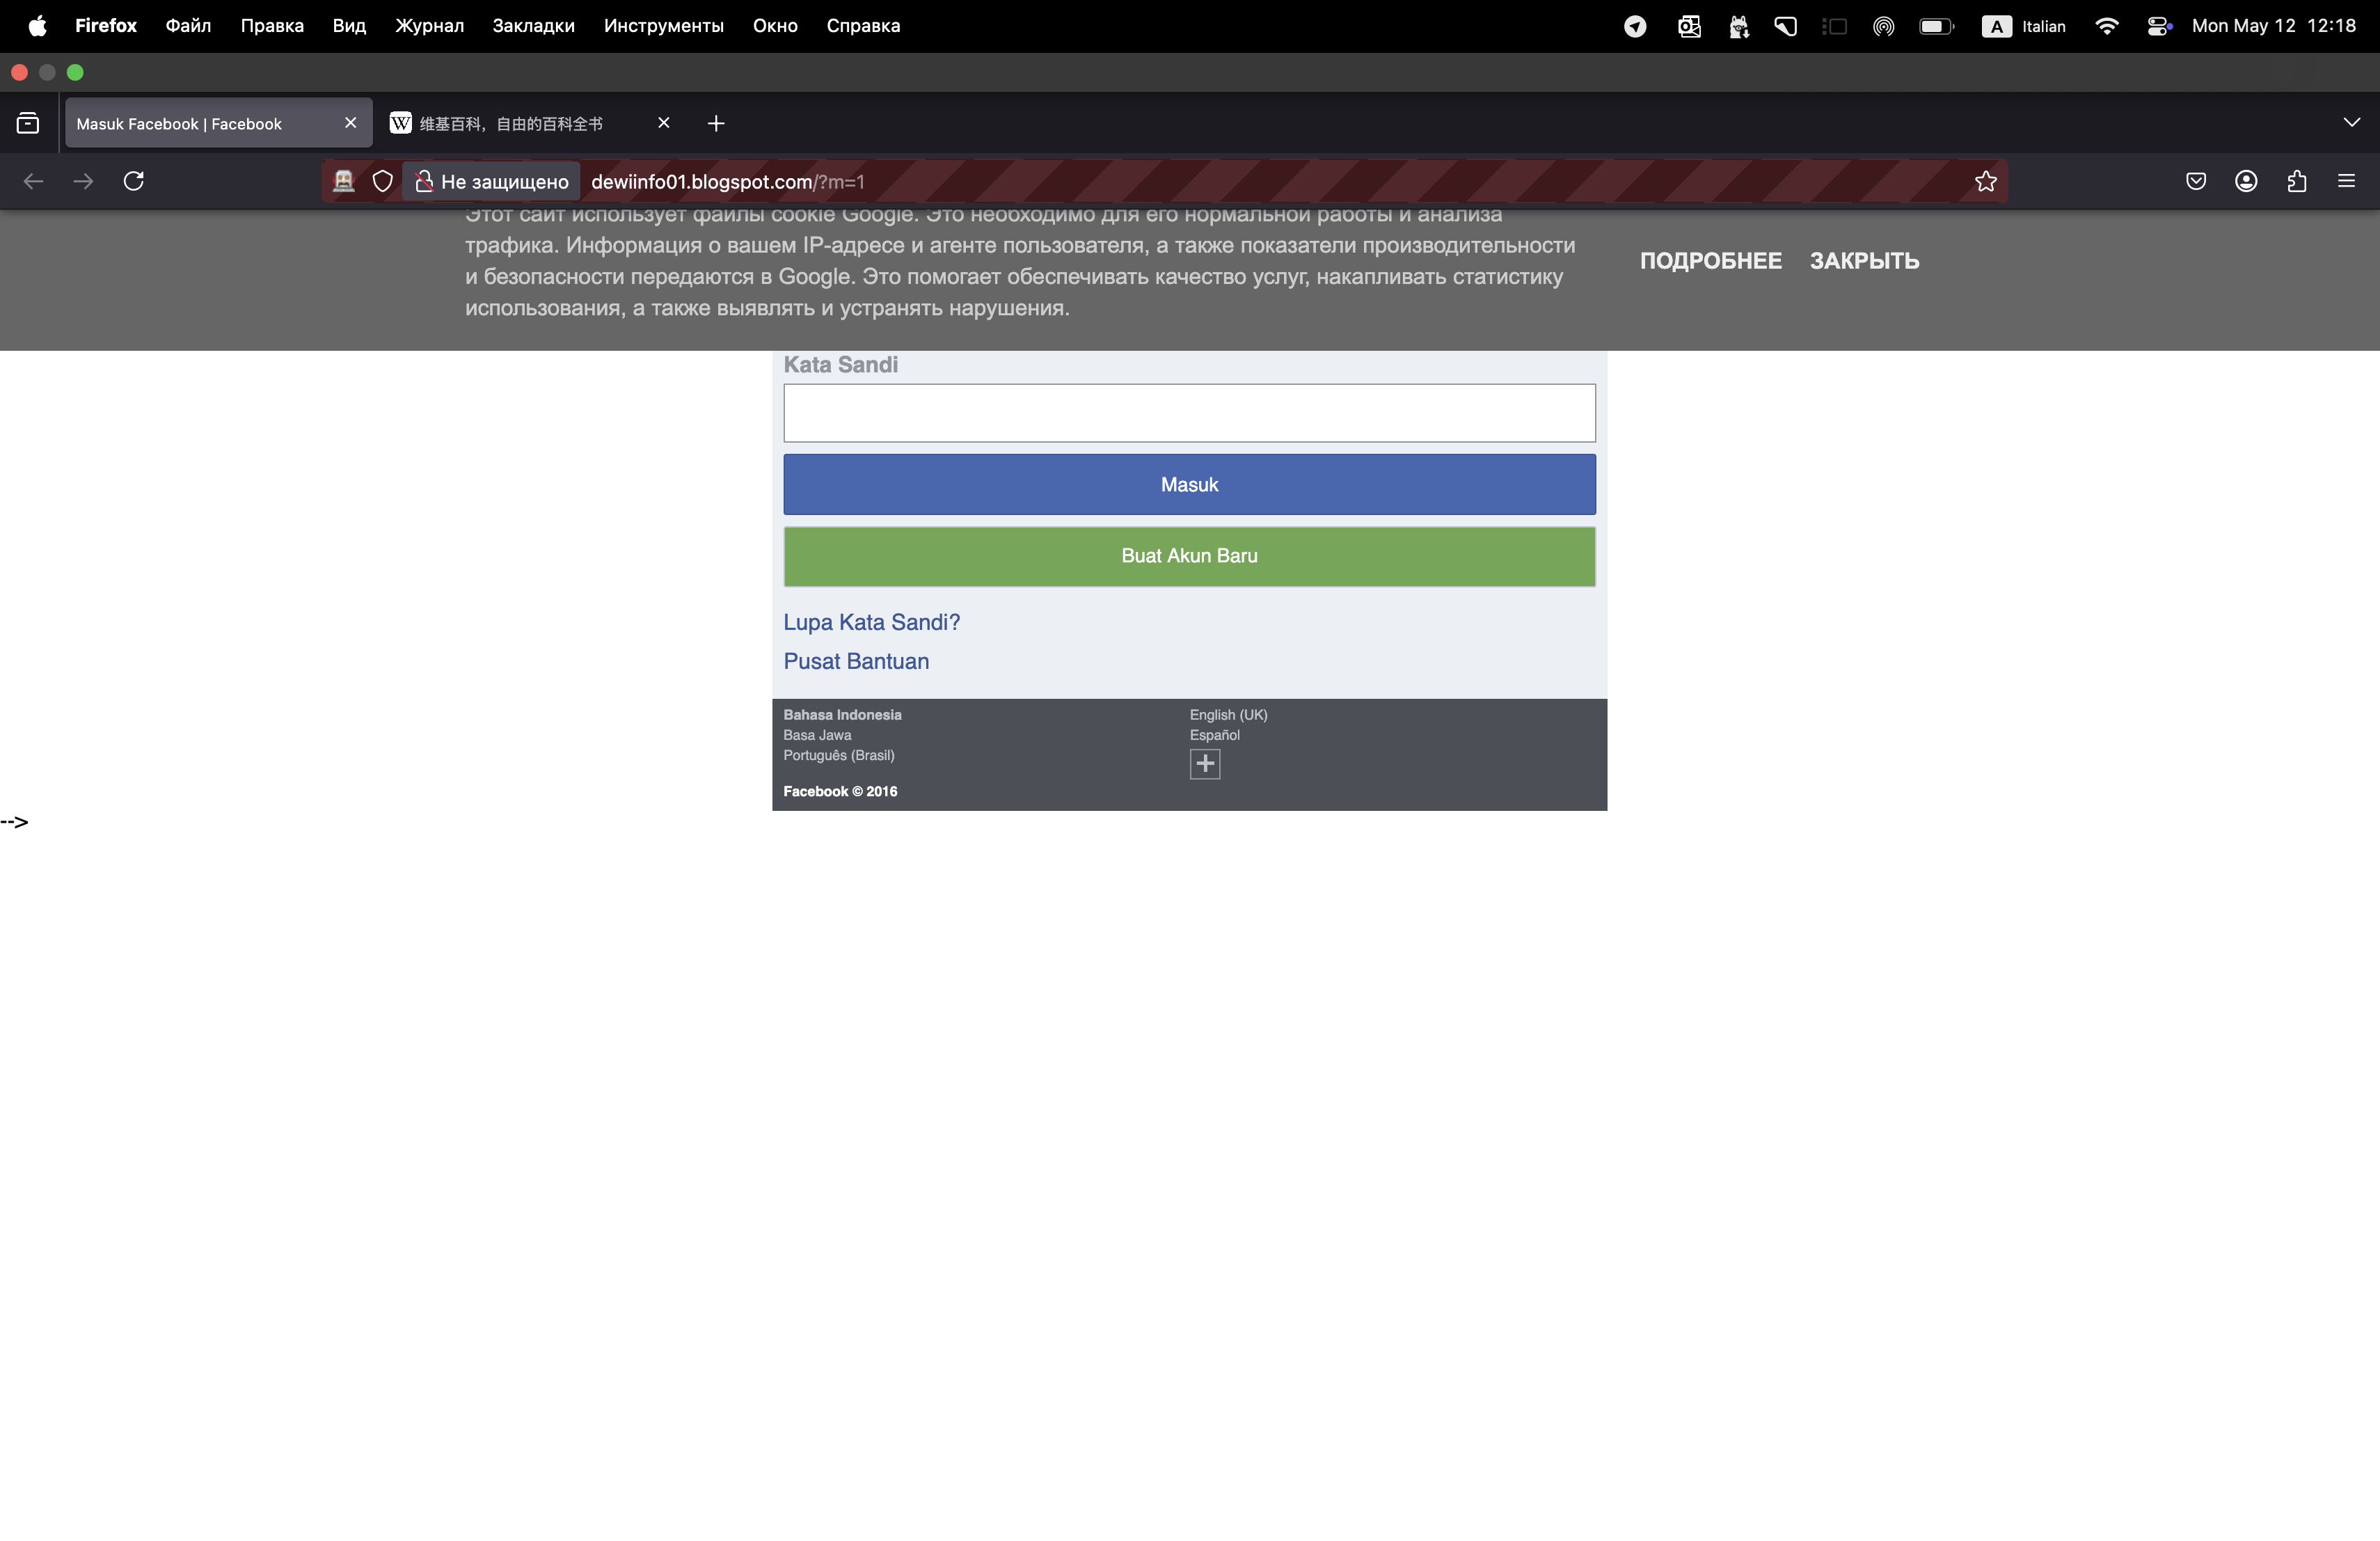 Firefox Файл Правка Вид Журнал Закладки Инструменты Окно Справка A Italian Mon May 12 12:18
Masuk Facebook | Facebook W 维基百科，自由的百科全书
Не защищено dewiinfo01.blogspot.com/?m=1
Этот сайт использует файлы cookie Google. Это необходимо для его нормальной работы и анализа
трафика. Информация о вашем IP-адресе и агенте пользователя, а также показатели производительности
и безопасности передаются в Google. Это помогает обеспечивать качество услуг, накапливать статистику
использования, а также выявлять и устранять нарушения.
ПОДРОБНЕЕ ЗАКРЫТЬ
Kata Sandi
Masuk
Buat Akun Baru
Lupa Kata Sandi?
Pusat Bantuan
Bahasa Indonesia English (UK)
Basa Jawa Español
Português (Brasil)
Facebook © 2016
-->